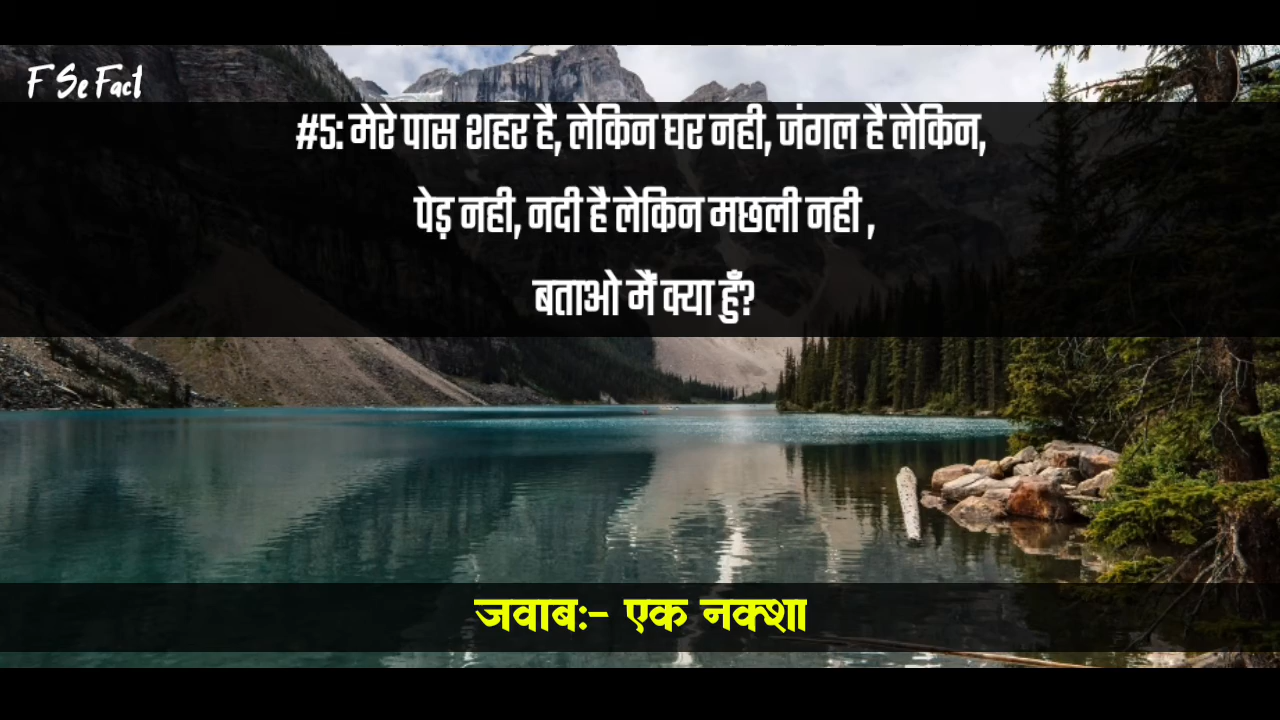 F Se Fact
#5: मेरे पास शहर है, लेकिन घर नही, जंगल है लेकिन,
पेड़ नही, नदी है लेकिन मछली नही ,
बताओ मैं क्या हुँ?
जवाब:- एक नक्शा